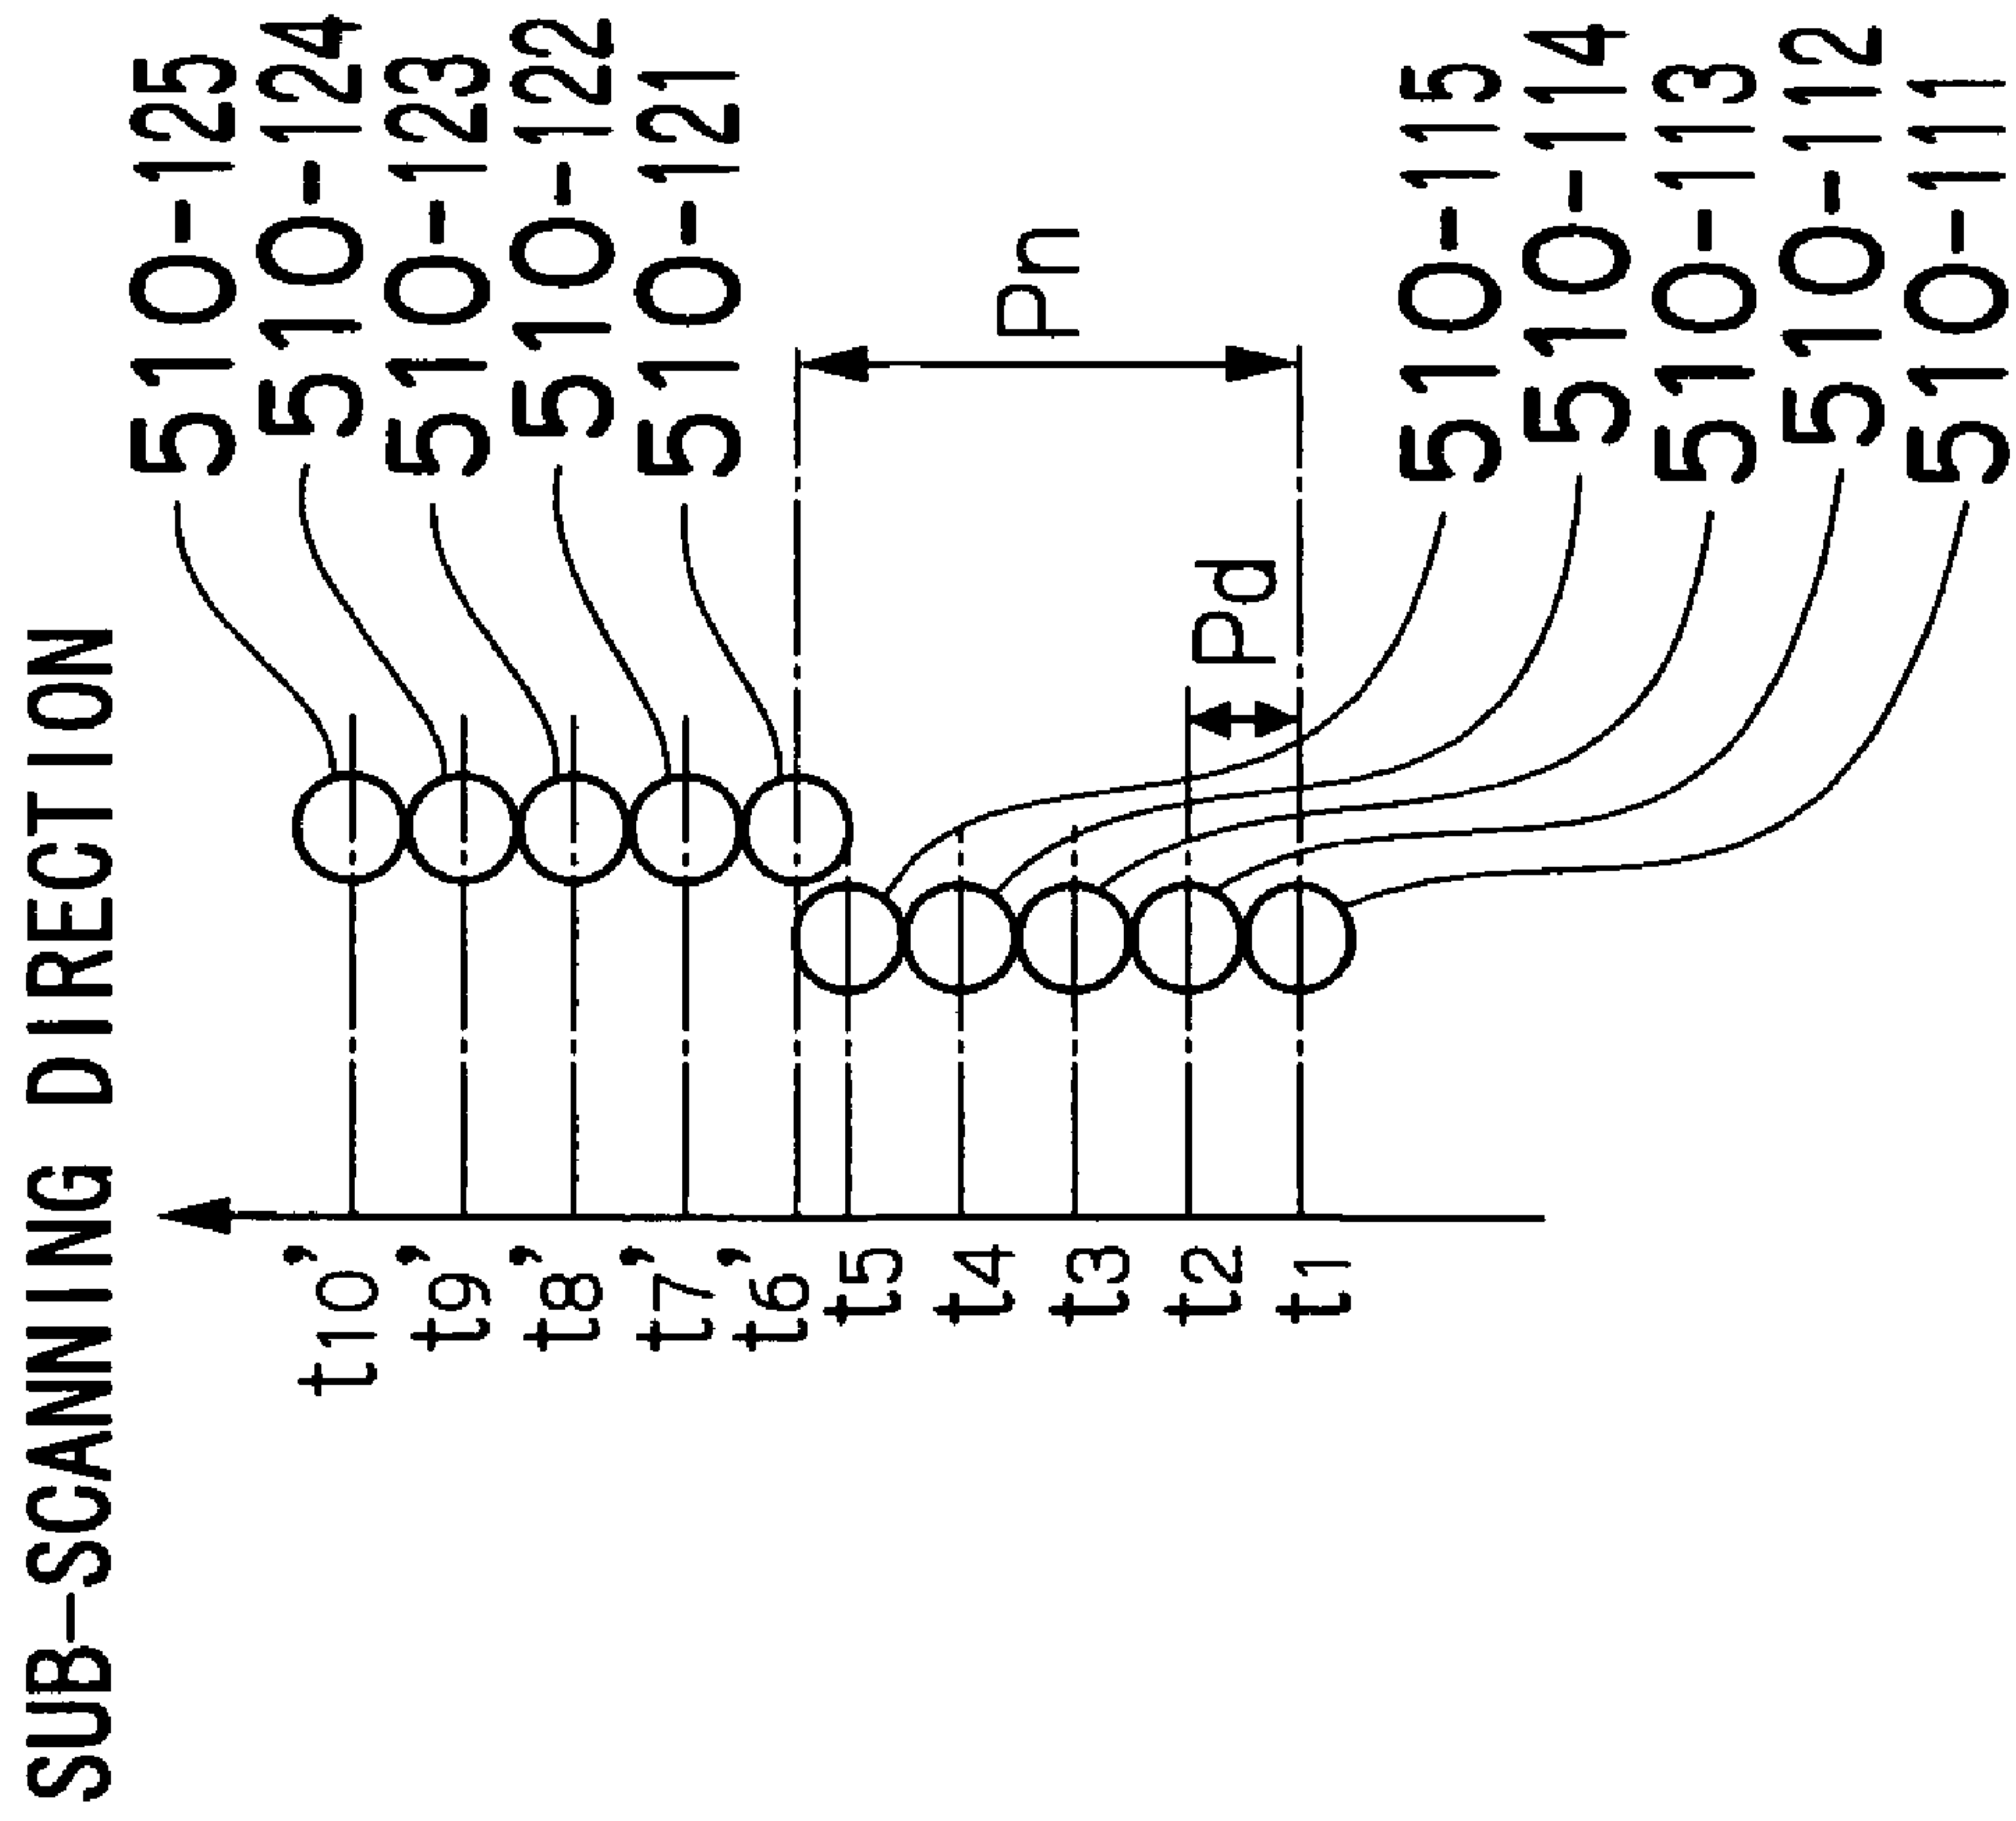 SUB-SCANNING DIRECTION
510-125
510-124
510-123
510-122
510-121
Pn
Pd
510-115
510-114
510-113
510-112
510-111
t10'
t9'
t8'
t7'
t6'
t5
t4
t3
t2
t1